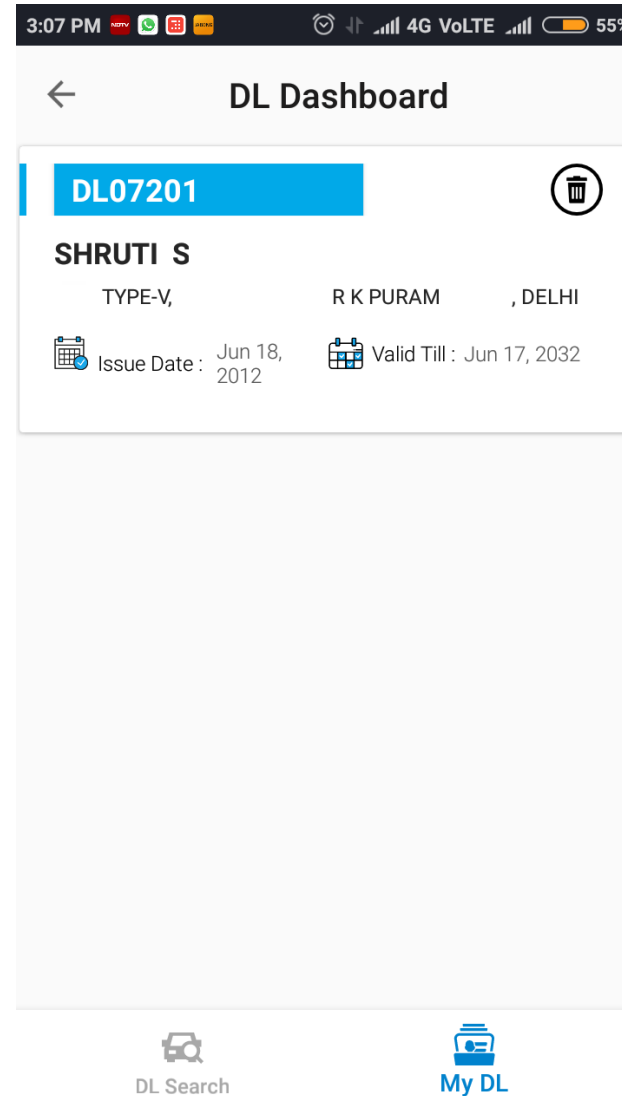 3:07 PM NDTV 4G VoLTE 55%
DL Dashboard
DL07201
SHRUTI S
TYPE-V, R K PURAM , DELHI
Issue Date : Jun 18, 2012 Valid Till : Jun 17, 2032
DL Search My DL